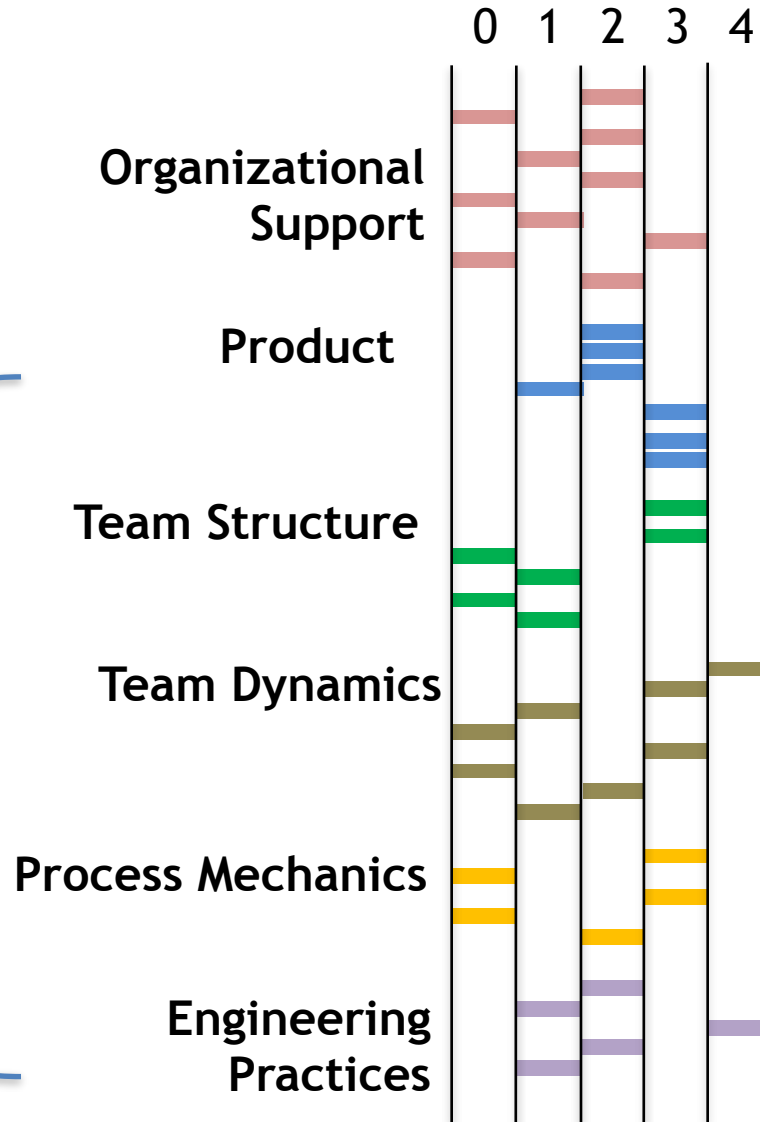 0 1 2 3 4
Organizational
Support
Product
Team Structure
Team Dynamics
Process Mechanics
Engineering
Practices